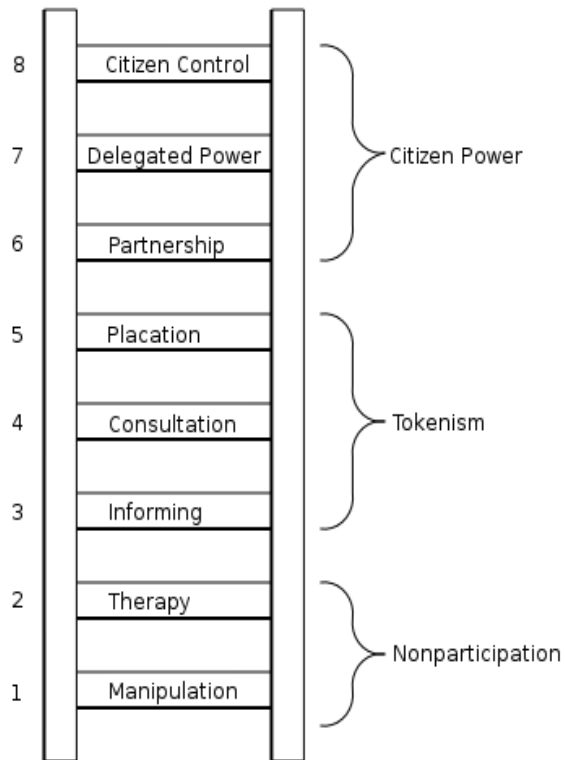 8 Citizen Control
7 Delegated Power
Citizen Power
6 Partnership
5 Placation
4 Consultation
Tokenism
3 Informing
2 Therapy
Nonparticipation
1 Manipulation